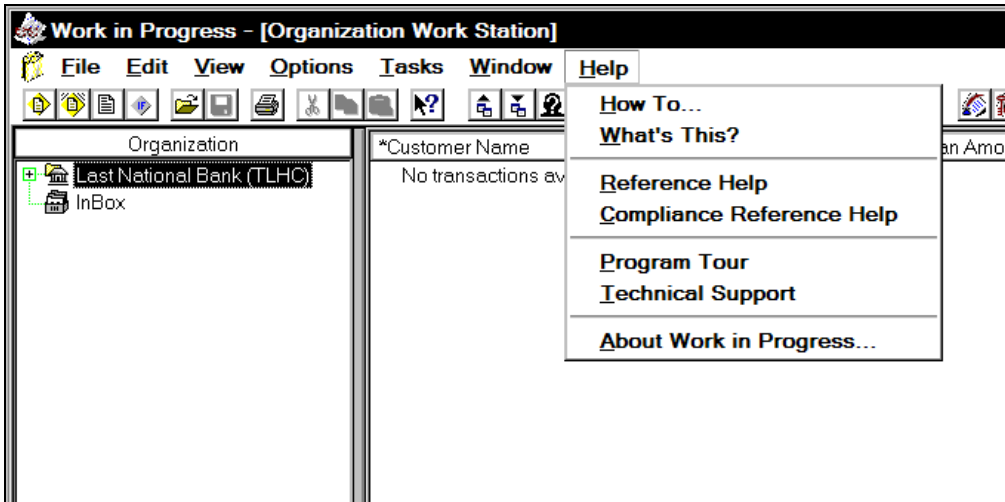 Work in Progress - [Organization Work Station]
File Edit View Options Tasks Window Help
IF
How To...
What's This?
Reference Help
Compliance Reference Help
Program Tour
Technical Support
About Work in Progress...
Organization
Last National Bank (TLHC)
InBox
*Customer Name
an Amo
No transactions av